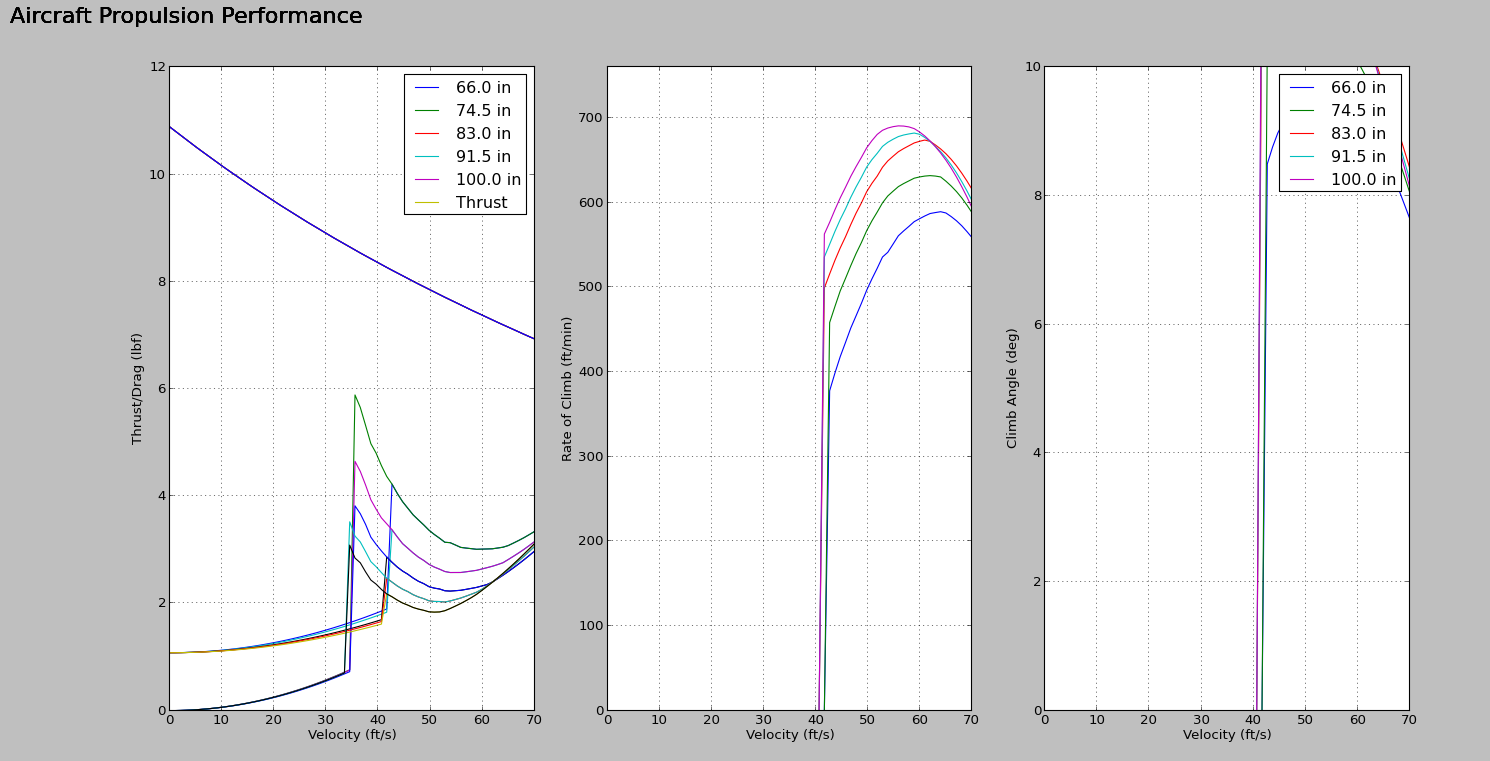 Aircraft Propulsion Performance
12
10
8
6
4
2
0
Thrust/Drag (lbf)
66.0 in
74.5 in
83.0 in
91.5 in
100.0 in
Thrust
0 10 20 30 40 50 60 70
Velocity (ft/s)
700
600
500
400
300
200
100
0
Rate of Climb (ft/min)
0 10 20 30 40 50 60 70
Velocity (ft/s)
10
8
6
4
2
0
Climb Angle (deg)
66.0 in
74.5 in
83.0 in
91.5 in
100.0 in
0 10 20 30 40 50 60 70
Velocity (ft/s)